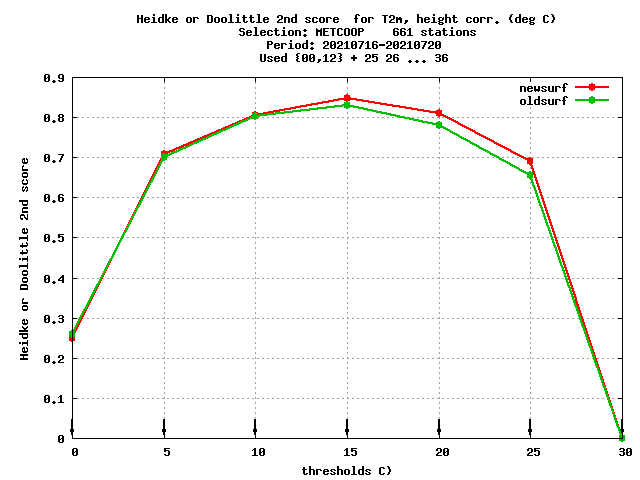 Heidke or Doolittle 2nd score  for T2m, height corr. (deg C)
Selection: METCOOP    661 stations
Period: 20210716-20210720
Used {00,12} + 25 26 ... 36
newsurf
oldsurf
0.9
0.8
0.7
0.6
0.5
0.4
0.3
0.2
0.1
0
Heidke or Doolittle 2nd score
0 5 10 15 20 25 30
thresholds C)